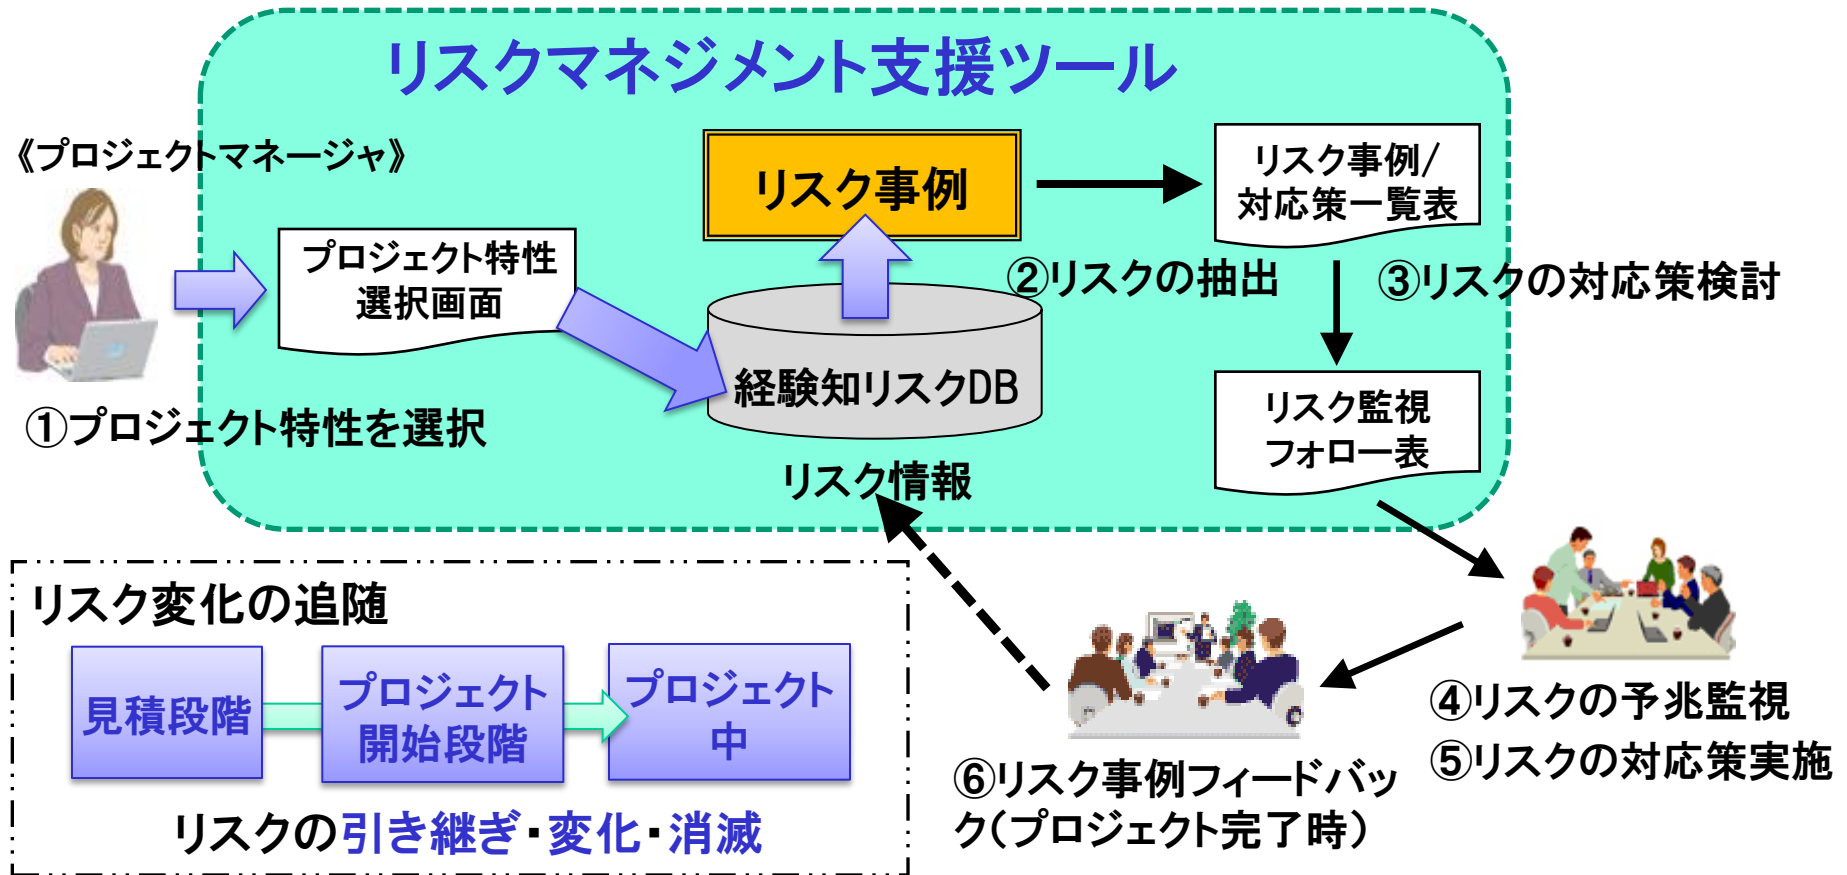 リスクマネジメント支援ツール
《プロジェクトマネージャ》
プロジェクト特性
選択画面
①プロジェクト特性を選択
リスク事例
経験知リスクDB
リスク情報
②リスクの抽出
リスク事例/
対応策一覧表
③リスクの対応策検討
リスク監視
フォロー表
④リスクの予兆監視
⑤リスクの対応策実施
⑥リスク事例フィードバッ
ク(プロジェクト完了時)
リスク変化の追随
見積段階
プロジェクト
開始段階
プロジェクト
中
リスクの引き継ぎ・変化・消滅